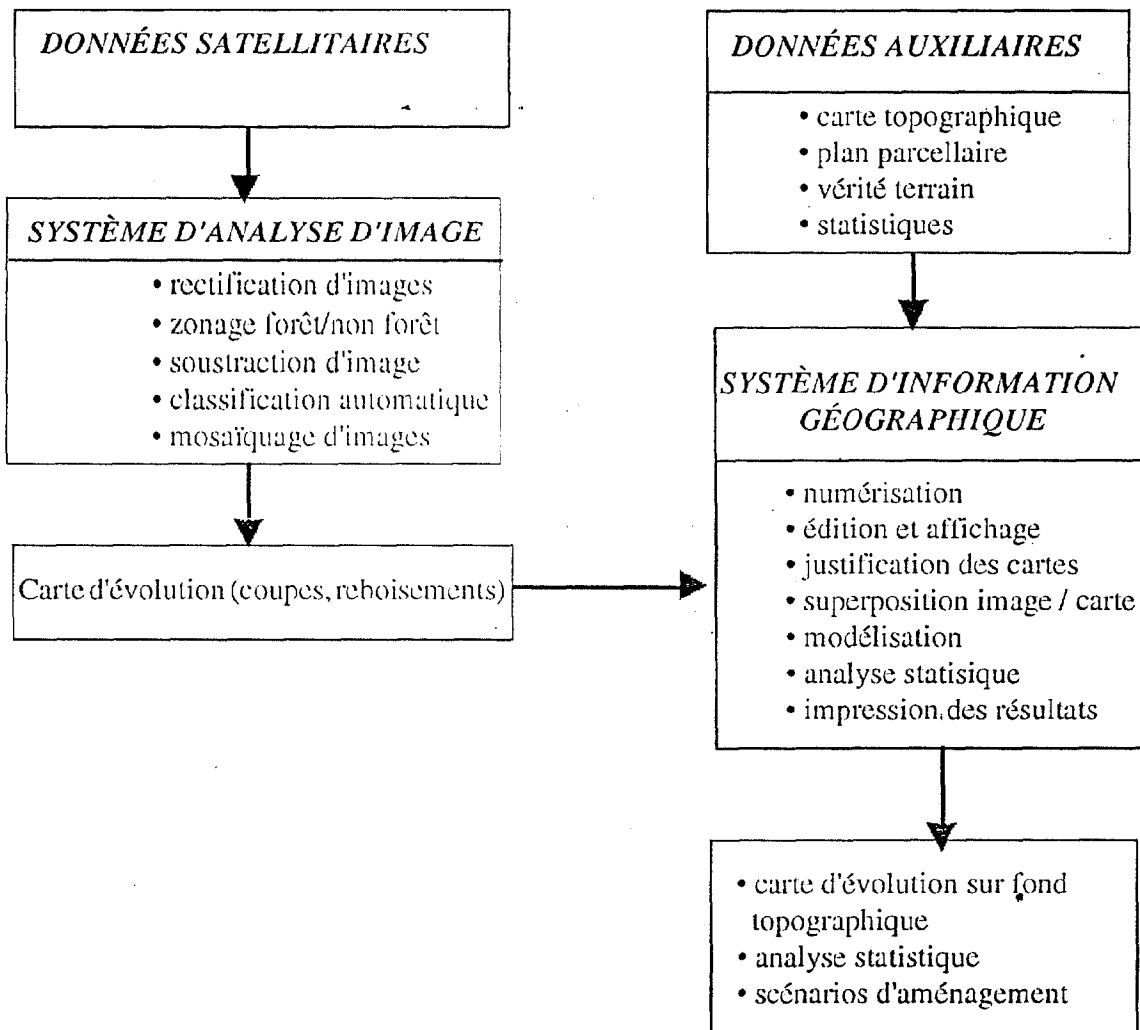 DONNÉES SATELLITAIRES
SYSTÈME D'ANALYSE D'IMAGE
• rectification d'images
• zonage forêt/non forêt
• soustraction d'image
• classification automatique
• mosaïquage d'images
Carte d'évolution (coupes, reboisements)
DONNÉES AUXILIAIRES
• carte topographique
• plan parcellaire
• vérité terrain
• statistiques
SYSTÈME D'INFORMATION
GÉOGRAPHIQUE
• numérisation
• édition et affichage
• justification des cartes
• superposition image / carte
• modélisation
• analyse statisique
• impression des résultats
• carte d'évolution sur fond
topographique
• analyse statistique
• scénarios d'aménagement